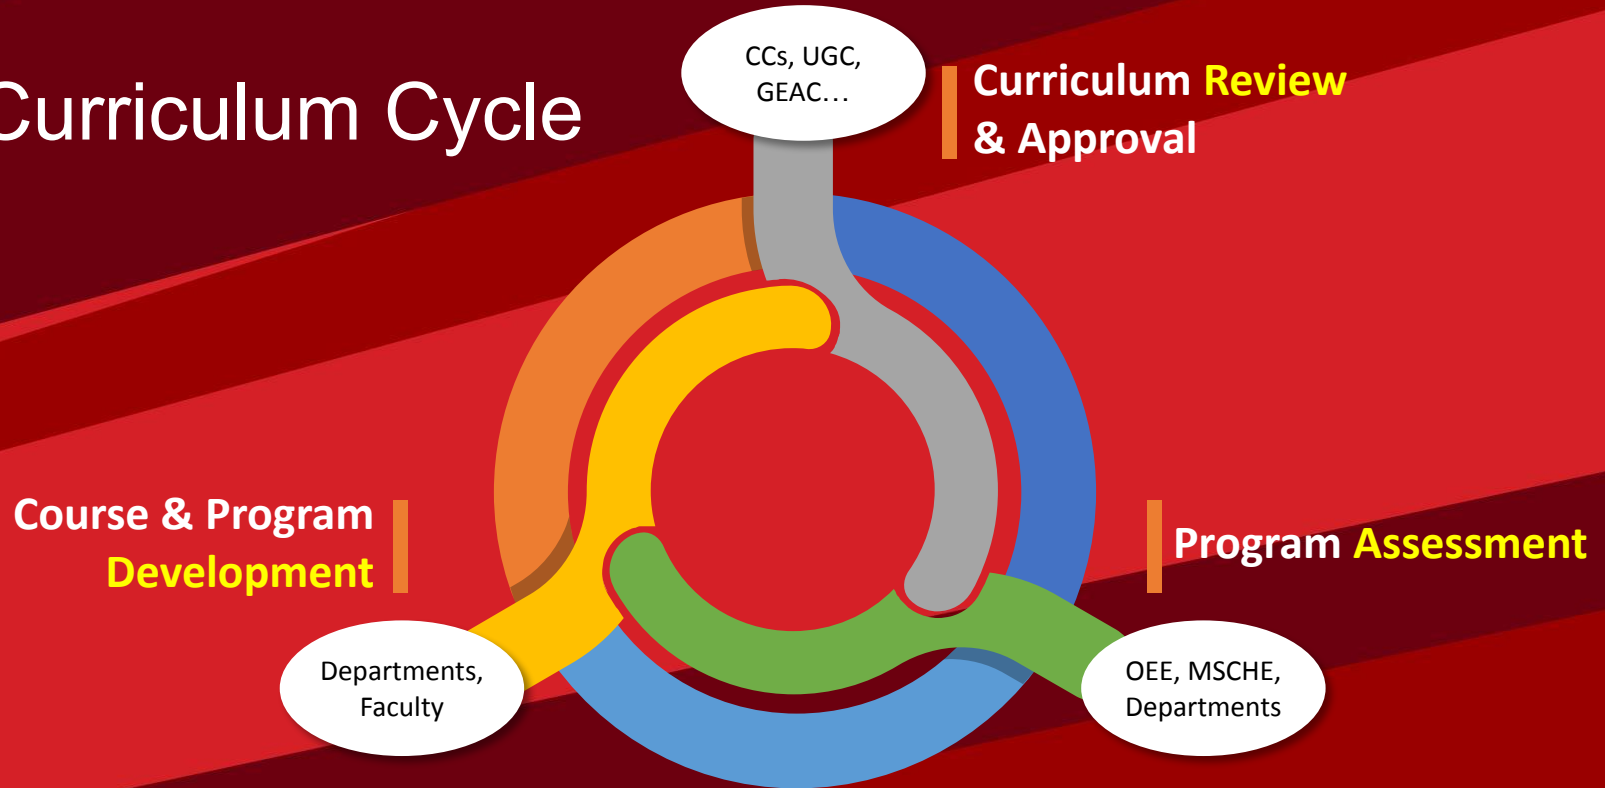 Curriculum Cycle
CCs, UGC,
GEAC...
Curriculum Review
& Approval
Course & Program
Development
Departments,
Faculty
Program Assessment
OEE, MSCHE,
Departments